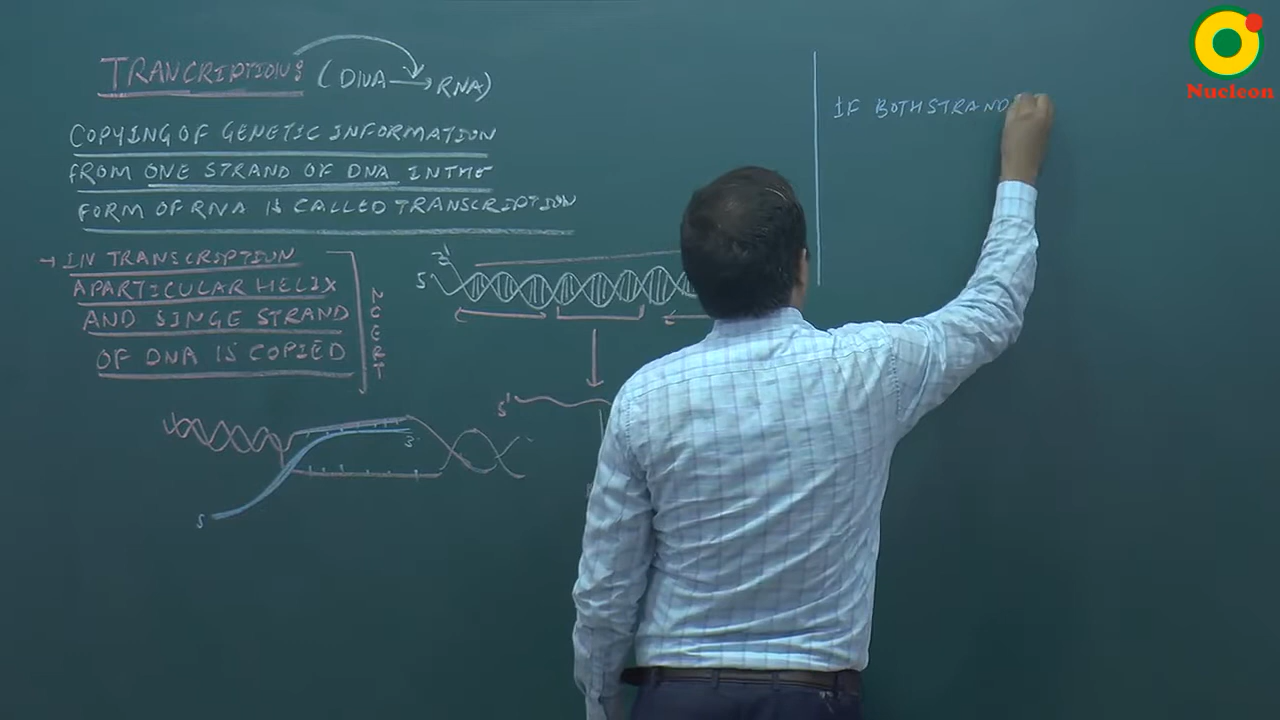 TRANCRIPTION: (DNA → RNA)
COPYING OF GENETIC INFORMATION
FROM ONE STRAND OF DNA IN THE
FORM OF RNA IS CALLED TRANSCRIPTION
→ IN TRANSCRIPTION
A PARTICULAR HELIX
AND SINGE STRAND
OF DNA IS COPIED
NCERT
3'
5'
5'
3'
5
IF BOTH STRAND
Nucleon